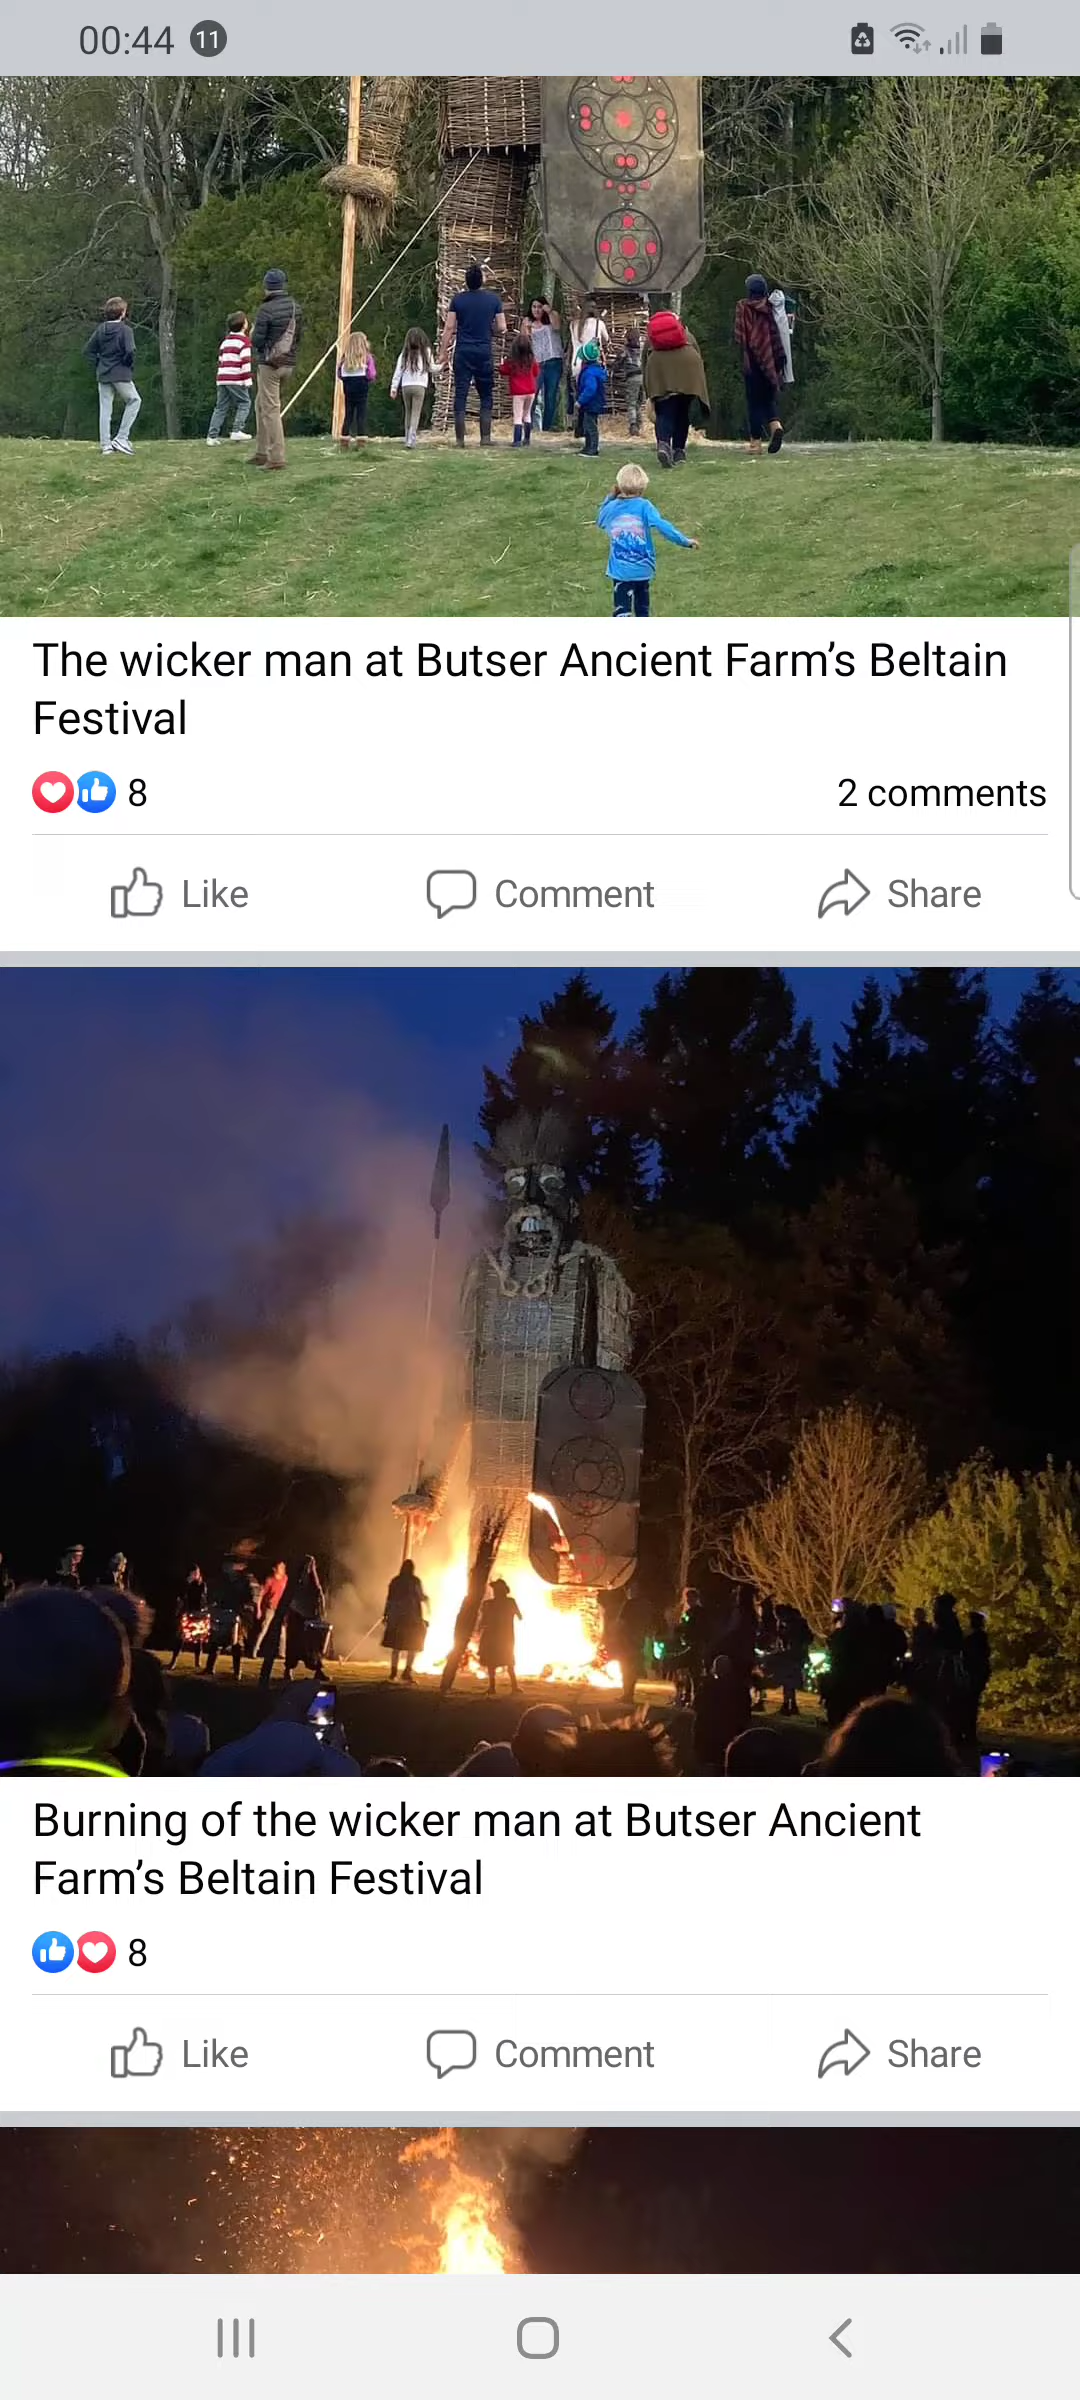 00:44 11
The wicker man at Butser Ancient Farm’s Beltain
Festival
8 2 comments
Like Comment Share
Burning of the wicker man at Butser Ancient
Farm’s Beltain Festival
8
Like Comment Share